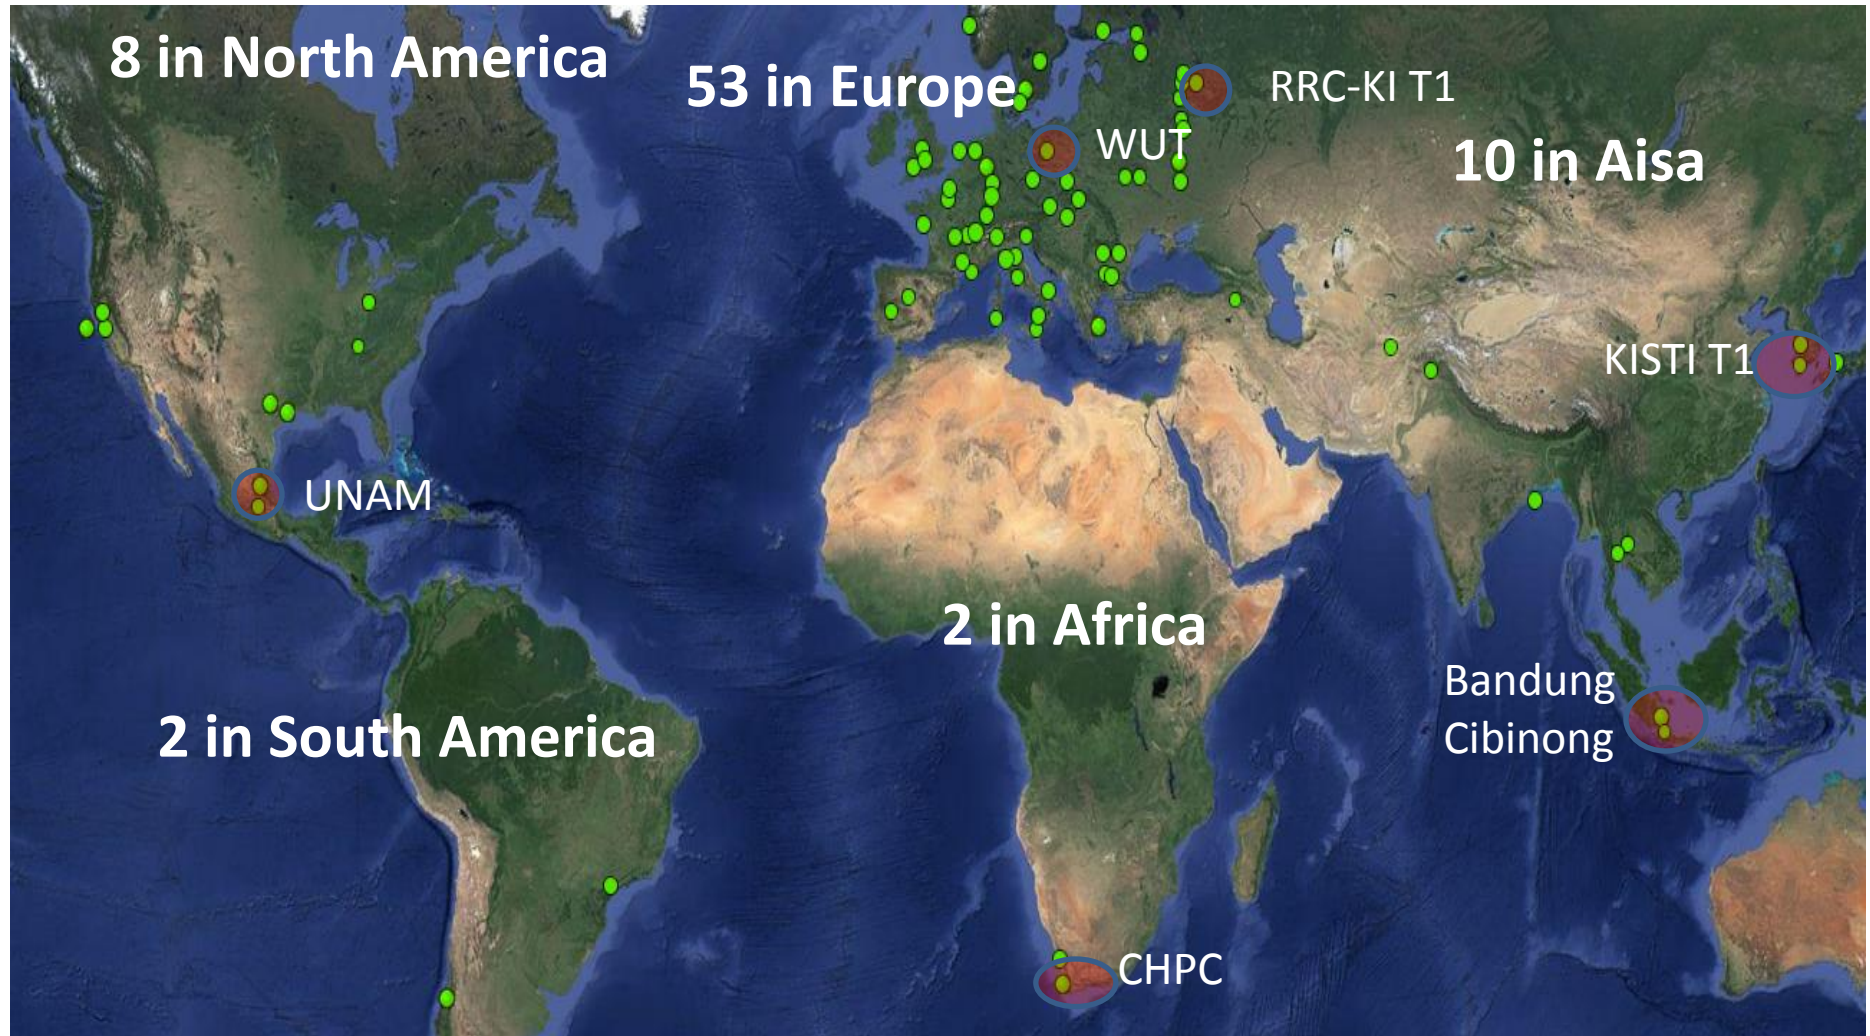 8 in North America
53 in Europe
RRC-KI T1
WUT
10 in Aisa
KISTI T1
UNAM
2 in Africa
Bandung
Cibinong
2 in South America
CHPC